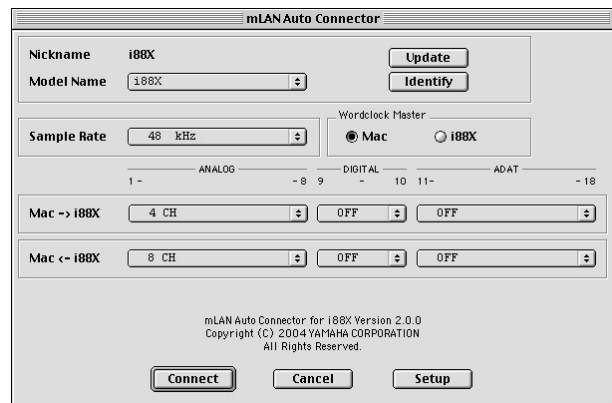 mLAN Auto Connector
Nickname i88X Update
Model Name i88X Identify
Wordclock Master
Sample Rate 48 kHz Mac i88X
ANALOG DIGITAL ADAT
1 - - 8 9 - 10 11- - 18
Mac -> i88X 4 CH OFF OFF
Mac <- i88X 8 CH OFF OFF
mLAN Auto Connector for i88X Version 2.0.0
Copyright (C) 2004 YAMAHA CORPORATION
All Rights Reserved.
Connect Cancel Setup